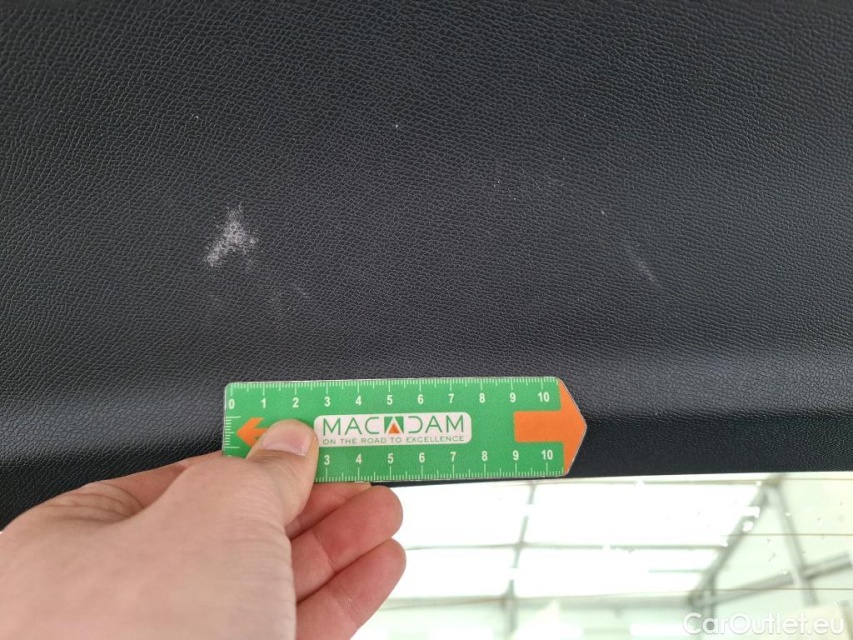 0 1 2 3 4 5 6 7 8 9 10
MACADAM
ON THE ROAD TO EXCELLENCE
3 4 5 6 7 8 9 10
CarOutlet.eu